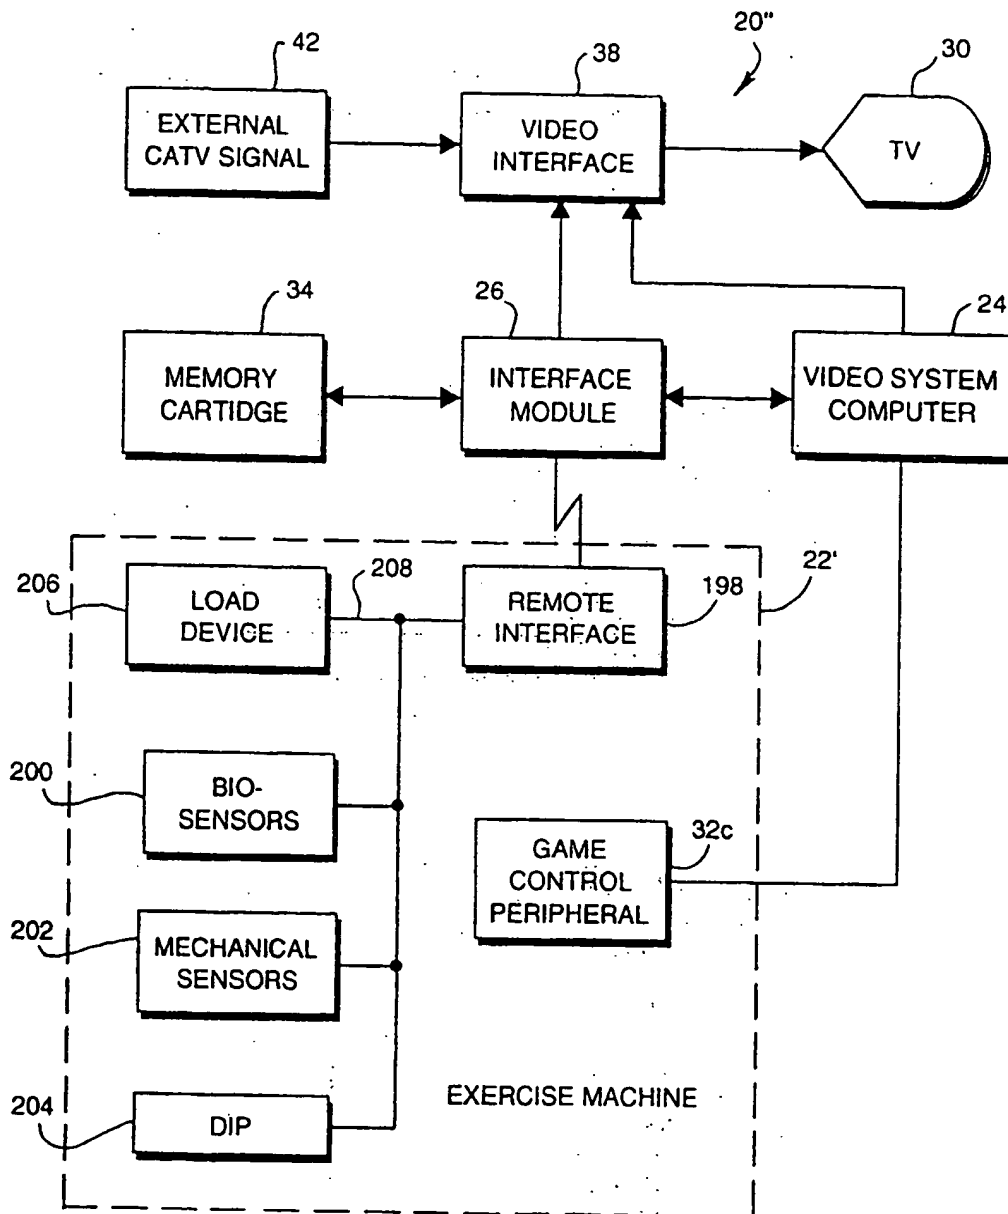 20"
42
38
30
EXTERNAL
CATV SIGNAL
VIDEO
INTERFACE
TV
34
26
24
MEMORY
CARTIDGE
INTERFACE
MODULE
VIDEO SYSTEM
COMPUTER
206
LOAD
DEVICE
208
REMOTE
INTERFACE
198
22'
200
BIO-
SENSORS
GAME
CONTROL
PERIPHERAL
32c
202
MECHANICAL
SENSORS
204
DIP
EXERCISE MACHINE